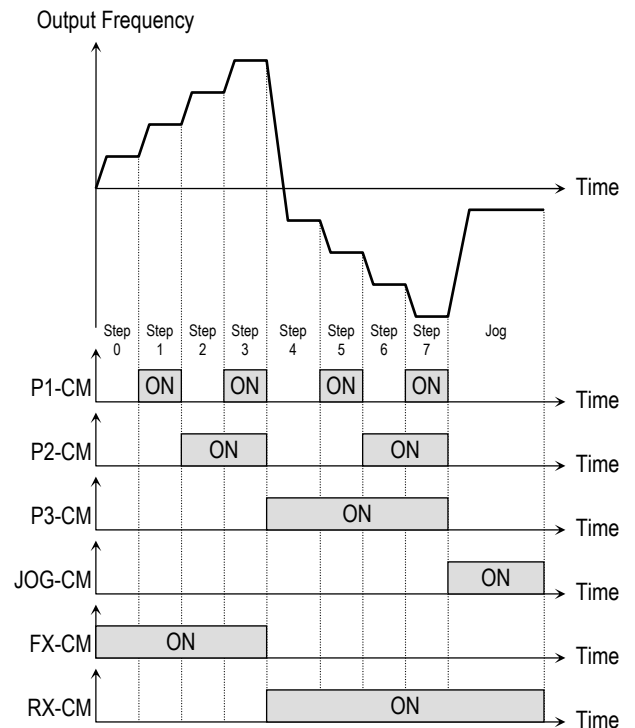 Output Frequency
Time
Step Step Step Step Step Step Step Step Jog
0 1 2 3 4 5 6 7
P1-CM ON ON ON ON Time
P2-CM ON ON Time
P3-CM ON Time
JOG-CM ON Time
FX-CM ON Time
RX-CM ON Time